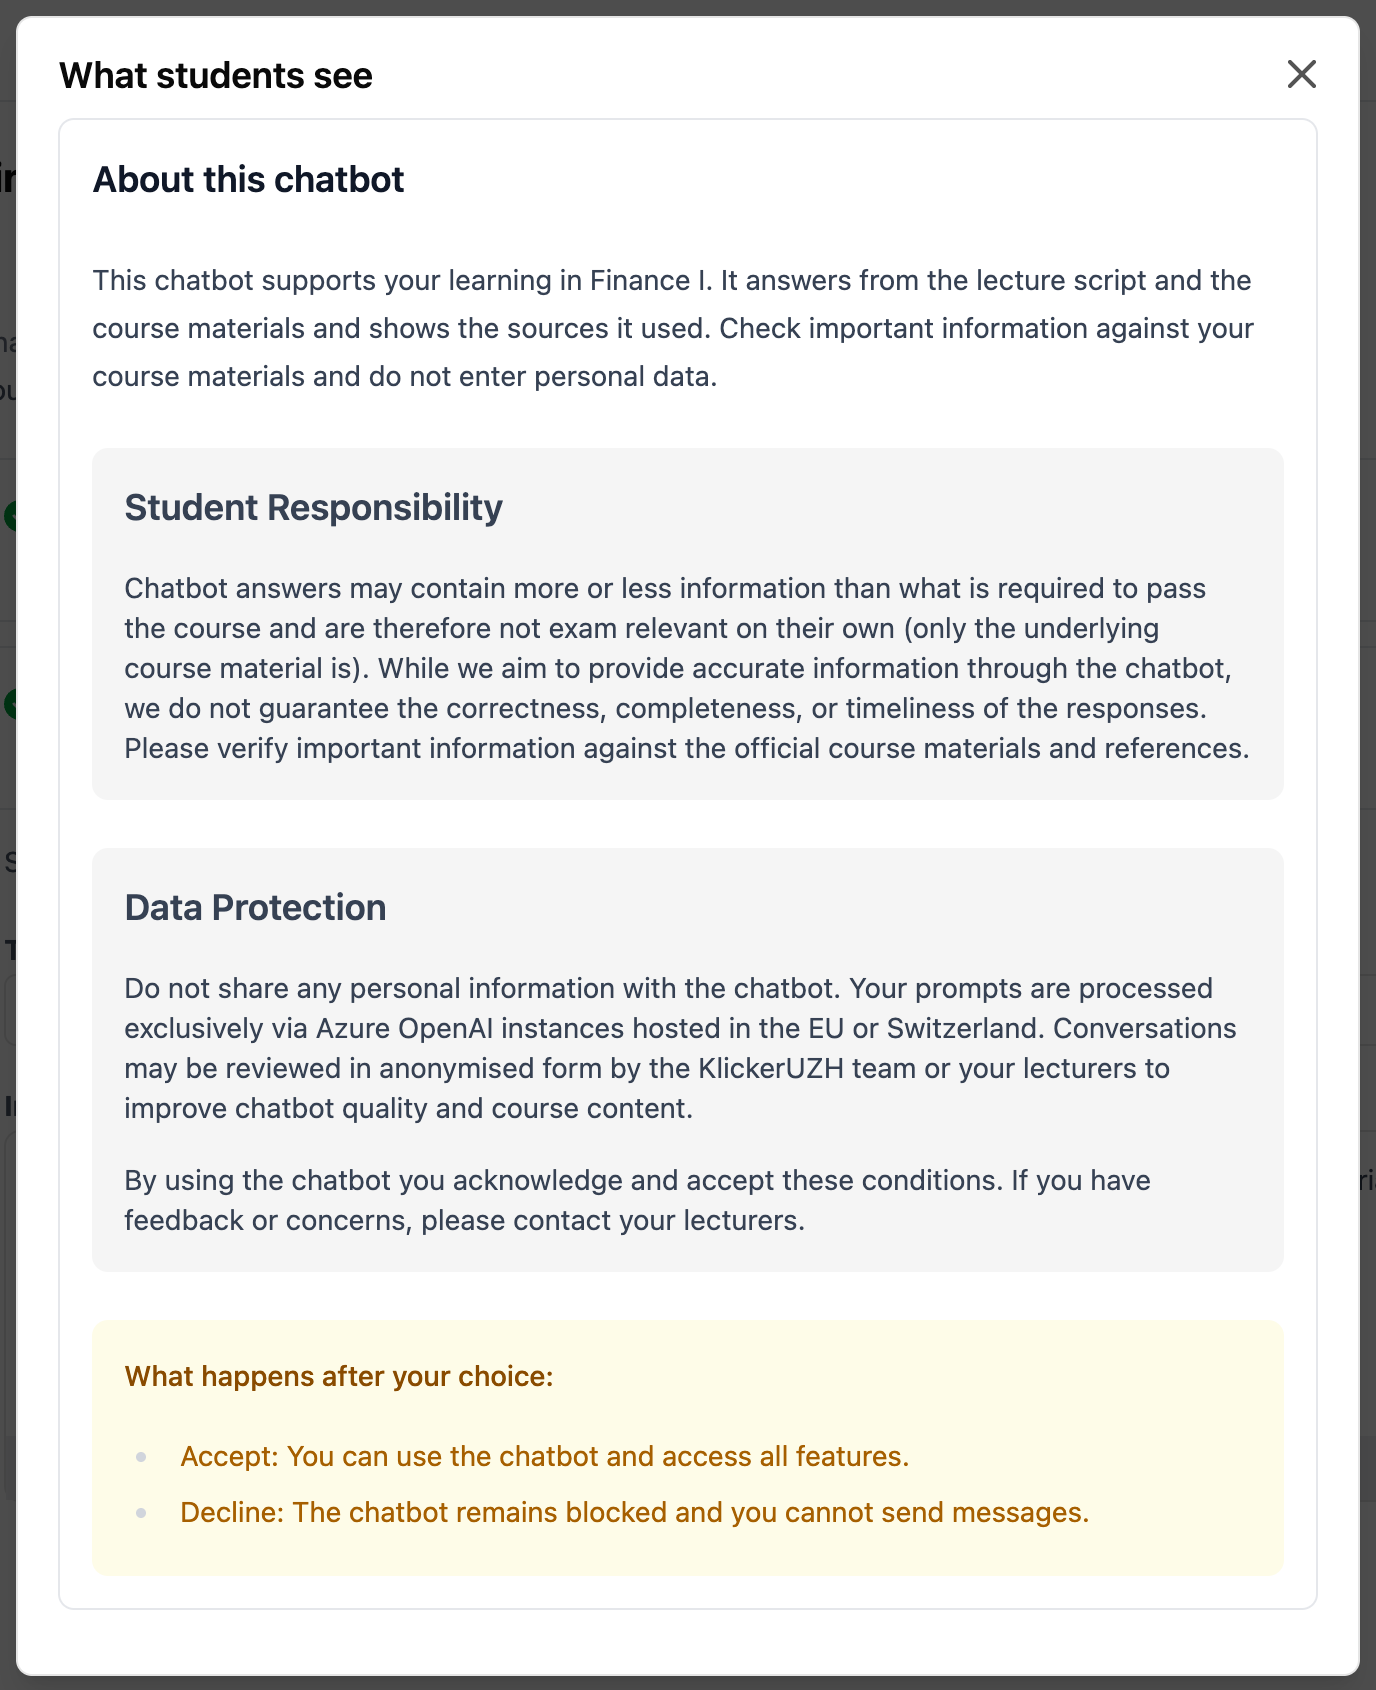 What students see
About this chatbot
This chatbot supports your learning in Finance I. It answers from the lecture script and the
course materials and shows the sources it used. Check important information against your
course materials and do not enter personal data.
Student Responsibility
Chatbot answers may contain more or less information than what is required to pass
the course and are therefore not exam relevant on their own (only the underlying
course material is). While we aim to provide accurate information through the chatbot,
we do not guarantee the correctness, completeness, or timeliness of the responses.
Please verify important information against the official course materials and references.
Data Protection
Do not share any personal information with the chatbot. Your prompts are processed
exclusively via Azure OpenAI instances hosted in the EU or Switzerland. Conversations
may be reviewed in anonymised form by the KlickerUZH team or your lecturers to
improve chatbot quality and course content.
By using the chatbot you acknowledge and accept these conditions. If you have
feedback or concerns, please contact your lecturers.
What happens after your choice:
Accept: You can use the chatbot and access all features.
Decline: The chatbot remains blocked and you cannot send messages.